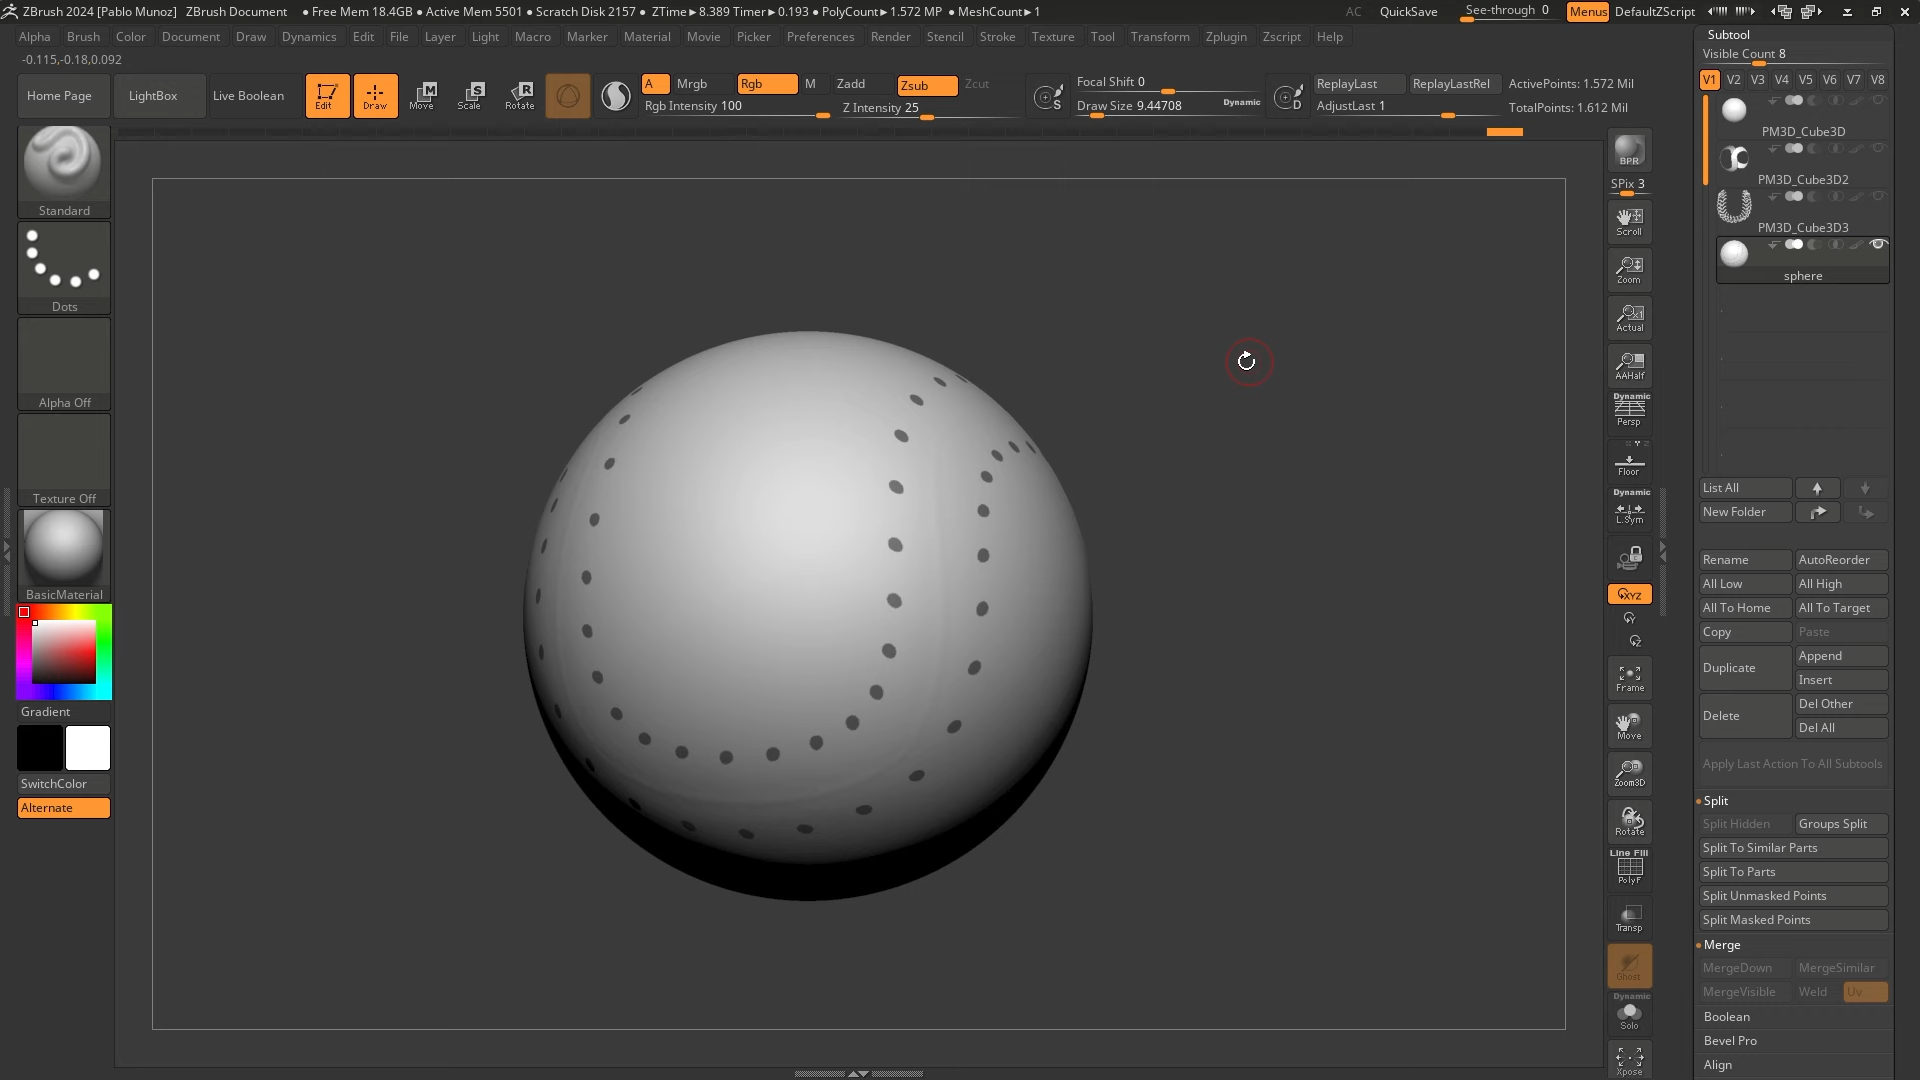 ZBrush 2024 [Pablo Munoz] ZBrush Document • Free Mem 18.4GB • Active Mem 5501 • Scratch Disk 2157 • ZTime►8.389 Timer►0.193 • PolyCount►1.572 MP • MeshCount►1 AC QuickSave See-through 0 Menus DefaultZScript
Alpha Brush Color Document Draw Dynamics Edit File Layer Light Macro Marker Material Movie Picker Preferences Render Stencil Stroke Texture Tool Transform Zplugin Zscript Help
-0.115,-0.18,0.092
Home Page LightBox Live Boolean Edit Draw Move Scale Rotate
A Mrgb Rgb M Zadd Zsub Zcut
Rgb Intensity 100 Z Intensity 25
S
Focal Shift 0
Draw Size 9.44708 Dynamic
D
ReplayLast ReplayLastRel ActivePoints: 1.572 Mil
AdjustLast 1 TotalPoints: 1.612 Mil
Standard
Dots
Alpha Off
Texture Off
BasicMaterial
Gradient
SwitchColor
Alternate
BPR
SPix 3
Scroll
Zoom
Actual
AAHalf
Dynamic
Persp
Floor
Dynamic
L.Sym
XYZ
Y
Z
Frame
Move
Zoom3D
Rotate
Line Fill
PolyF
Transp
Ghost
Dynamic
Solo
Xpose
Subtool
Visible Count 8
V1 V2 V3 V4 V5 V6 V7 V8
PM3D_Cube3D
PM3D_Cube3D2
PM3D_Cube3D3
sphere
List All
New Folder
Rename AutoReorder
All Low All High
All To Home All To Target
Copy Paste
Duplicate Append
Insert
Delete Del Other
Del All
Apply Last Action To All Subtools
Split
Split Hidden Groups Split
Split To Similar Parts
Split To Parts
Split Unmasked Points
Split Masked Points
Merge
MergeDown MergeSimilar
MergeVisible Weld Uv
Boolean
Bevel Pro
Align